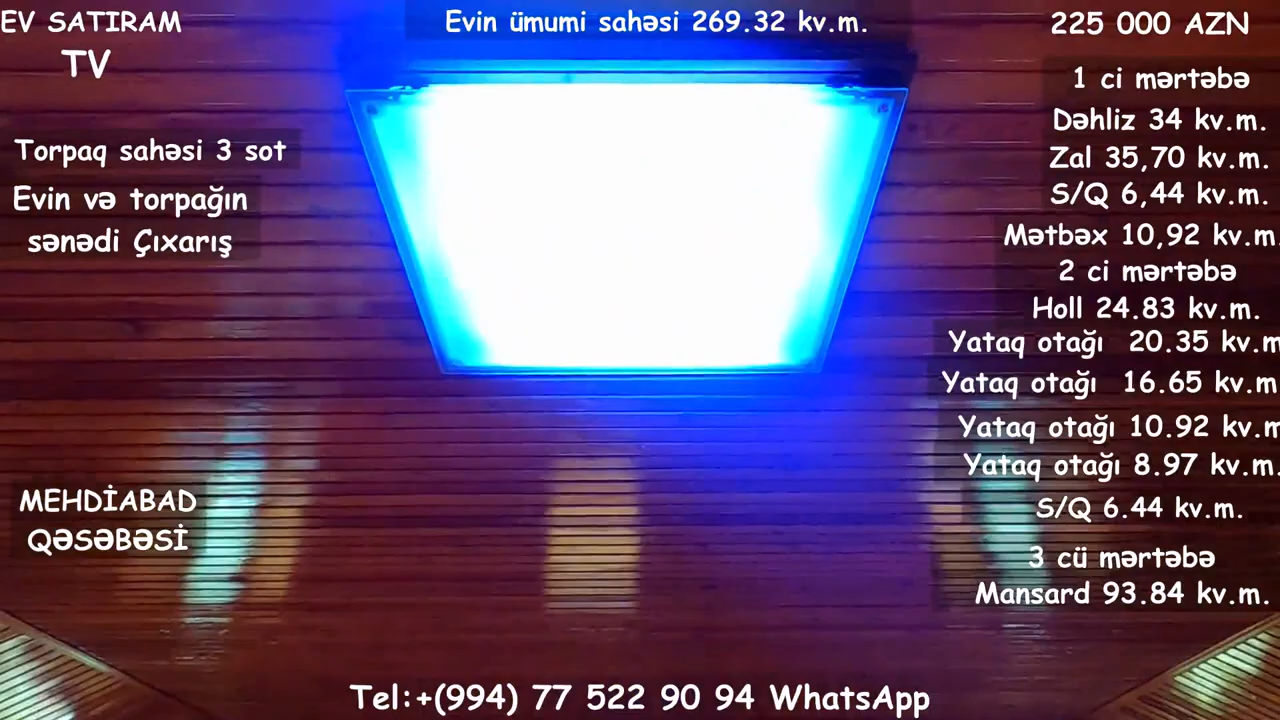 EV SATIRAM
TV
Evin ümumi sahəsi 269.32 kv.m.
225 000 AZN
Torpaq sahəsi 3 sot
Evin və torpağın
sənədi Çıxarış
MEHDİABAD
QƏSƏBƏSİ
1 ci mərtəbə
Dəhliz 34 kv.m.
Zal 35,70 kv.m.
S/Q 6,44 kv.m.
Mətbəx 10,92 kv.m.
2 ci mərtəbə
Holl 24.83 kv.m.
Yataq otağı 20.35 kv.m
Yataq otağı 16.65 kv.m
Yataq otağı 10.92 kv.m
Yataq otağı 8.97 kv.m.
S/Q 6.44 kv.m.
3 cü mərtəbə
Mansard 93.84 kv.m.
Tel:+(994) 77 522 90 94 WhatsApp